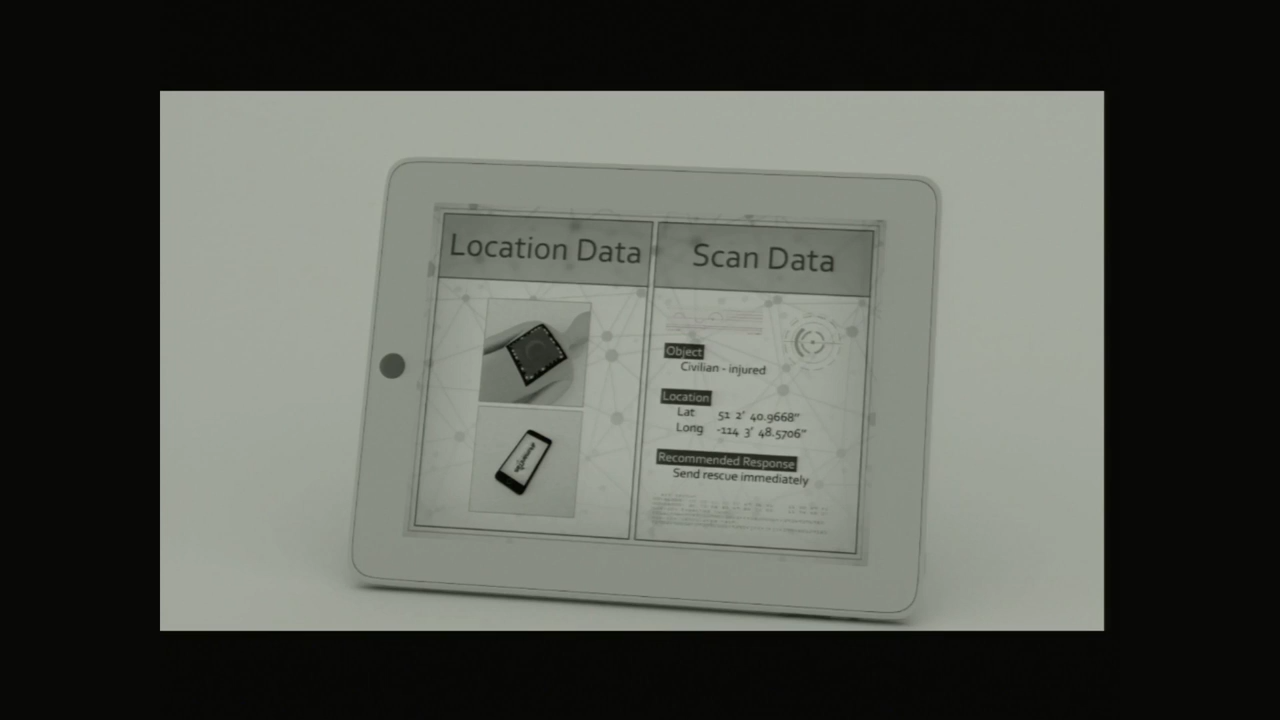 Location Data
Scan Data
Object
Civilian - injured
Location
Lat 51 2' 40.9668"
Long -114 3' 48.5706"
Recommended Response
Send rescue immediately